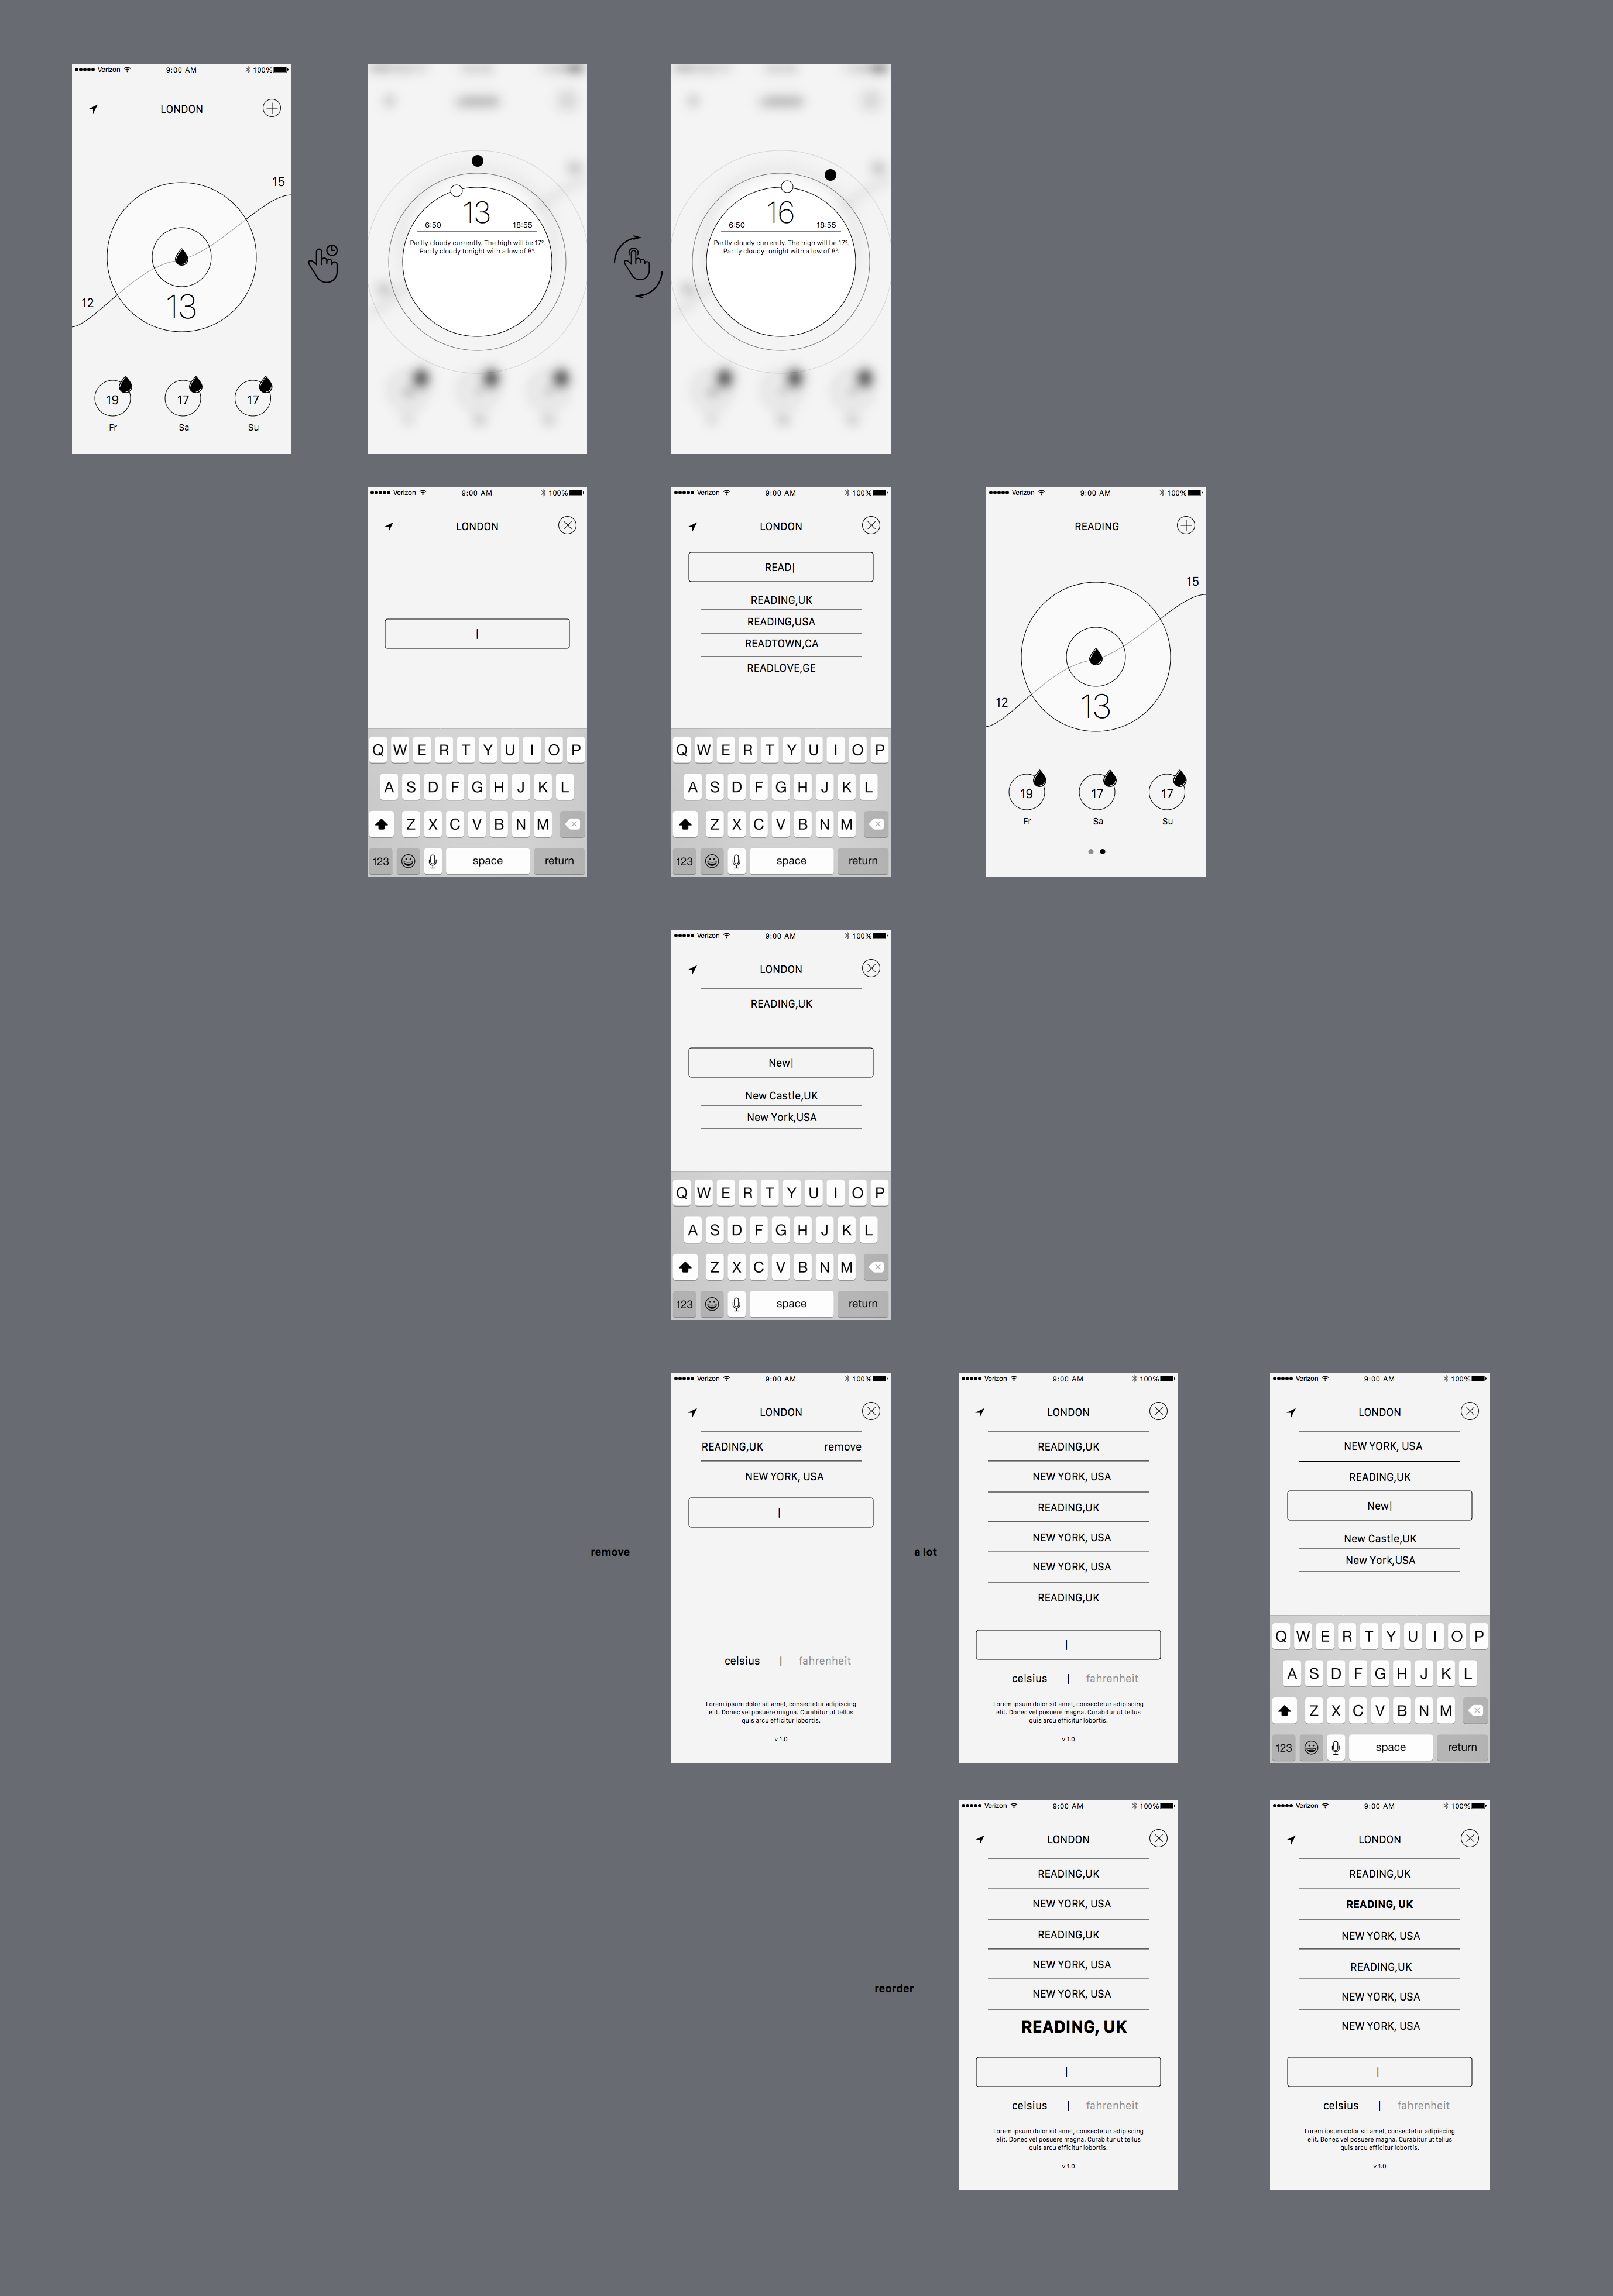 Verizon 9:00 AM 100%
LONDON
15
12
13
19 17 17
Fr Sa Su
13
6:50 18:55
Partly cloudy currently. The high will be 17º.
Partly cloudy tonight with a low of 8º.
16
6:50 18:55
Partly cloudy currently. The high will be 17º.
Partly cloudy tonight with a low of 8º.
Verizon 9:00 AM 100%
LONDON
Q W E R T Y U I O P
A S D F G H J K L
Z X C V B N M
123 space return
Verizon 9:00 AM 100%
LONDON
READ|
READING,UK
READING,USA
READTOWN,CA
READLOVE,GE
Q W E R T Y U I O P
A S D F G H J K L
Z X C V B N M
123 space return
Verizon 9:00 AM 100%
READING
15
12
13
19 17 17
Fr Sa Su
Verizon 9:00 AM 100%
LONDON
READING,UK
New|
New Castle,UK
New York,USA
Q W E R T Y U I O P
A S D F G H J K L
Z X C V B N M
123 space return
remove
Verizon 9:00 AM 100%
LONDON
READING,UK remove
NEW YORK, USA
celsius | fahrenheit
Lorem ipsum dolor sit amet, consectetur adipiscing
elit. Donec vel posuere magna. Curabitur ut tellus
quis arcu efficitur lobortis.
v 1.0
a lot
Verizon 9:00 AM 100%
LONDON
READING,UK
NEW YORK, USA
READING,UK
NEW YORK, USA
NEW YORK, USA
READING,UK
celsius | fahrenheit
Lorem ipsum dolor sit amet, consectetur adipiscing
elit. Donec vel posuere magna. Curabitur ut tellus
quis arcu efficitur lobortis.
v 1.0
Verizon 9:00 AM 100%
LONDON
NEW YORK, USA
READING,UK
New|
New Castle,UK
New York,USA
Q W E R T Y U I O P
A S D F G H J K L
Z X C V B N M
123 space return
reorder
Verizon 9:00 AM 100%
LONDON
READING,UK
NEW YORK, USA
READING,UK
NEW YORK, USA
NEW YORK, USA
READING, UK
celsius | fahrenheit
Lorem ipsum dolor sit amet, consectetur adipiscing
elit. Donec vel posuere magna. Curabitur ut tellus
quis arcu efficitur lobortis.
v 1.0
Verizon 9:00 AM 100%
LONDON
READING,UK
READING, UK
NEW YORK, USA
READING,UK
NEW YORK, USA
NEW YORK, USA
celsius | fahrenheit
Lorem ipsum dolor sit amet, consectetur adipiscing
elit. Donec vel posuere magna. Curabitur ut tellus
quis arcu efficitur lobortis.
v 1.0